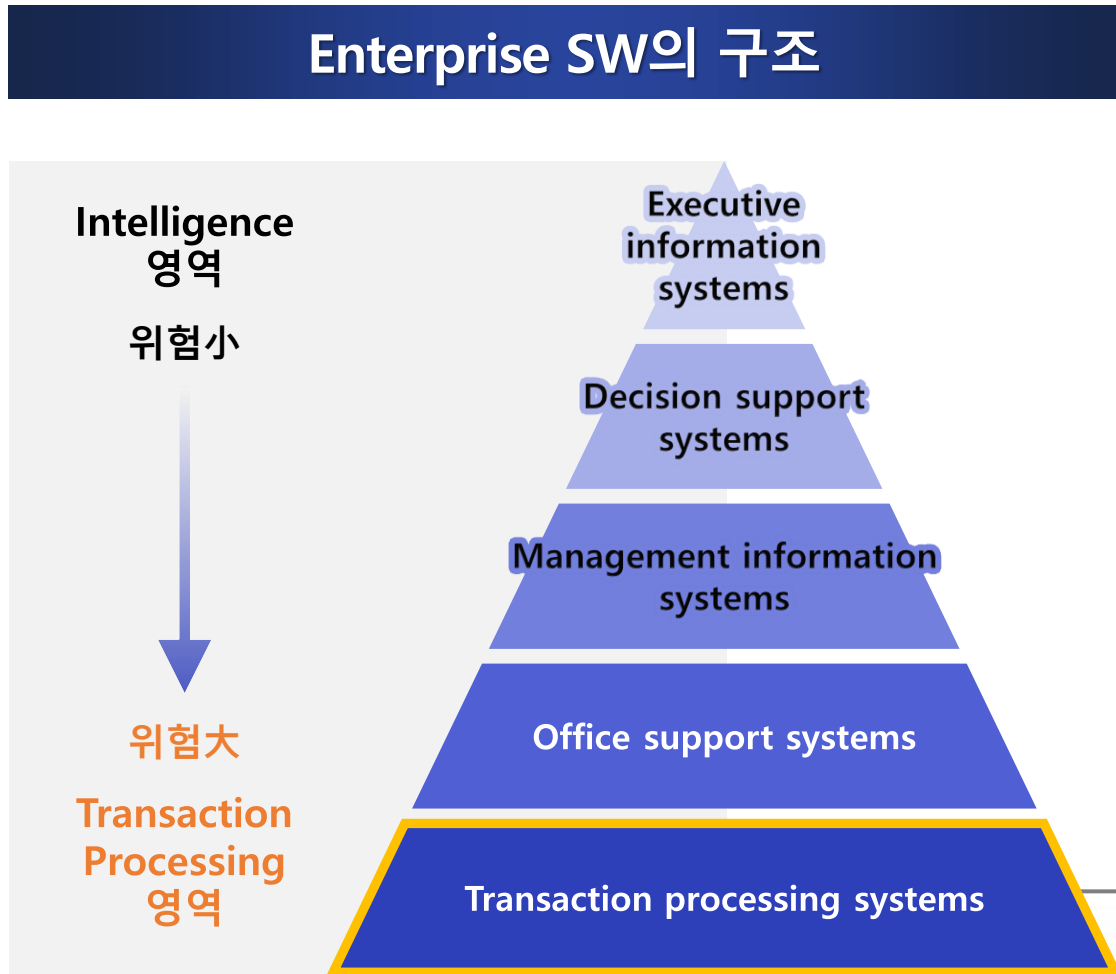 Enterprise SW의 구조
Intelligence
영역
위험小
위험大
Transaction
Processing
영역
Executive
information
systems
Decision support
systems
Management information
systems
Office support systems
Transaction processing systems